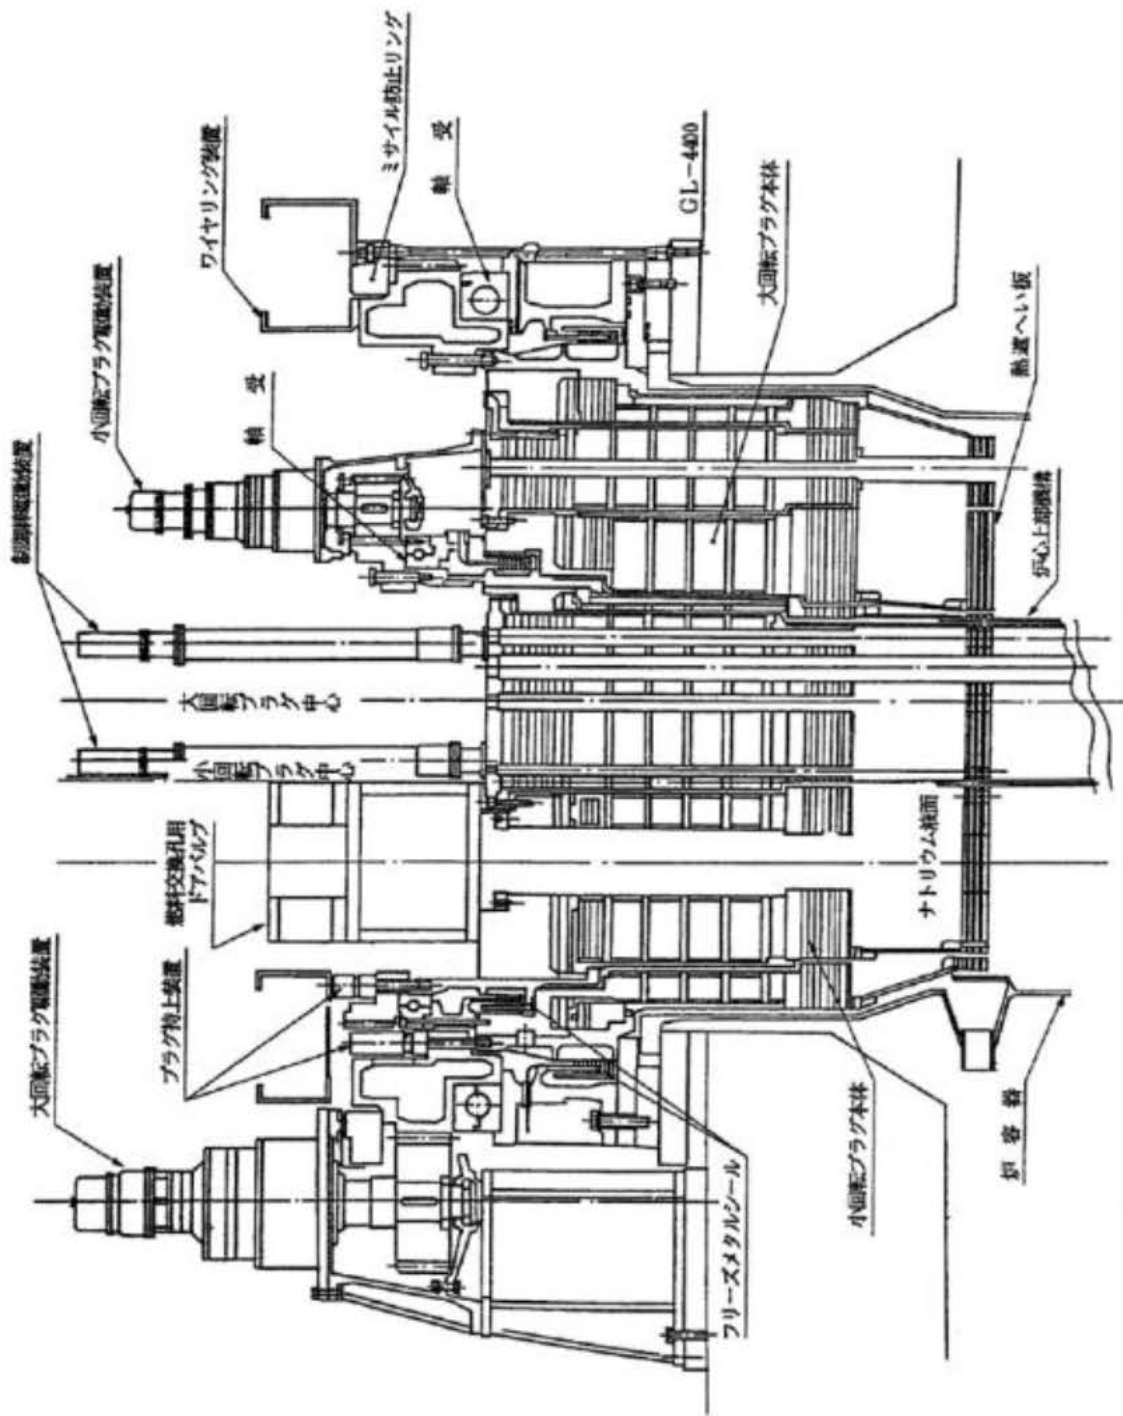 大回転プラグ駆動装置
プラグ持上装置
燃料交換孔用
ドアバルブ
制御棒駆動装置
小回転プラグ駆動装置
ワイヤリング装置
ミサイル防止リング
軸受
軸受
大回転プラグ中心
小回転プラグ中心
GL-4400
大回転プラグ本体
熱遮へい板
炉心上部機構
ナトリウム液面
炉容器
小回転プラグ本体
フリーズメタルシール